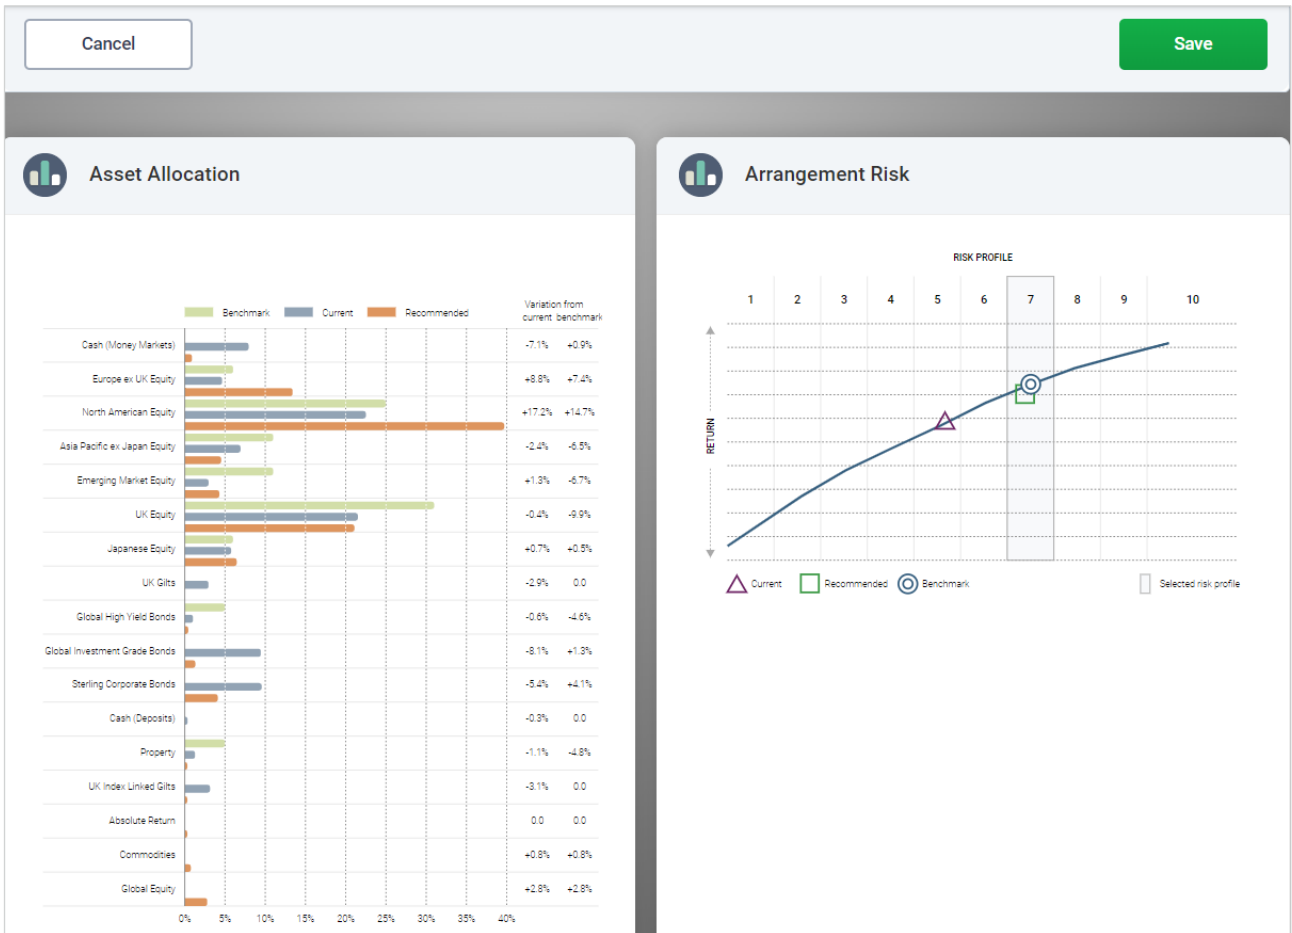 Cancel
Save
Asset Allocation
Arrangement Risk
Benchmark Current Recommended
Variation from
current benchmark
Cash (Money Markets) -7.1% +0.9%
Europe ex UK Equity +8.8% +7.4%
North American Equity +17.2% +14.7%
Asia Pacific ex Japan Equity -2.4% -6.5%
Emerging Market Equity +1.3% -6.7%
UK Equity -0.4% -9.9%
Japanese Equity +0.7% +0.5%
UK Gilts -2.9% 0.0
Global High Yield Bonds -0.6% -4.6%
Global Investment Grade Bonds -8.1% +1.3%
Sterling Corporate Bonds -5.4% +4.1%
Cash (Deposits) -0.3% 0.0
Property -1.1% -4.8%
UK Index Linked Gilts -3.1% 0.0
Absolute Return 0.0 0.0
Commodities +0.8% +0.8%
Global Equity +2.8% +2.8%
0% 5% 10% 15% 20% 25% 30% 35% 40%
RISK PROFILE
1 2 3 4 5 6 7 8 9 10
RETURN
Current Recommended Benchmark Selected risk profile